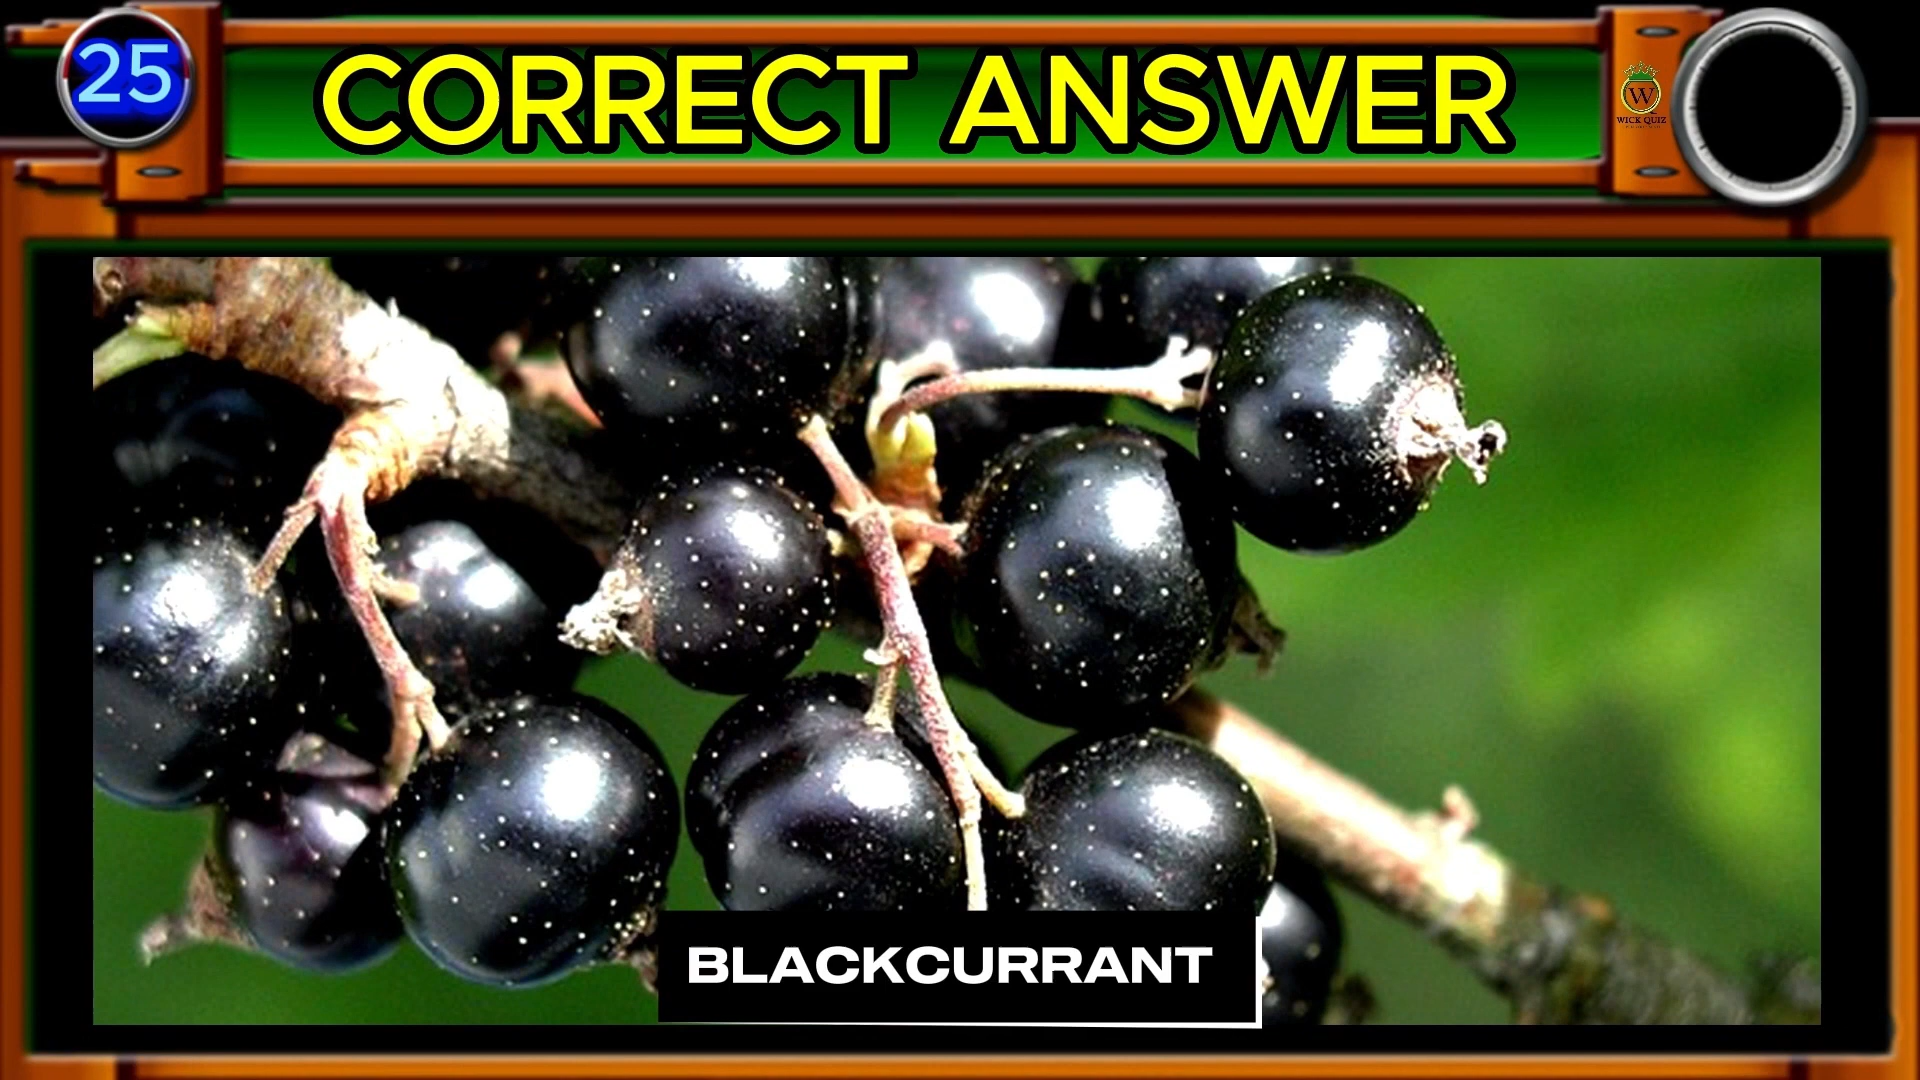 25
CORRECT ANSWER
W
WICK QUIZ
BLACKCURRANT